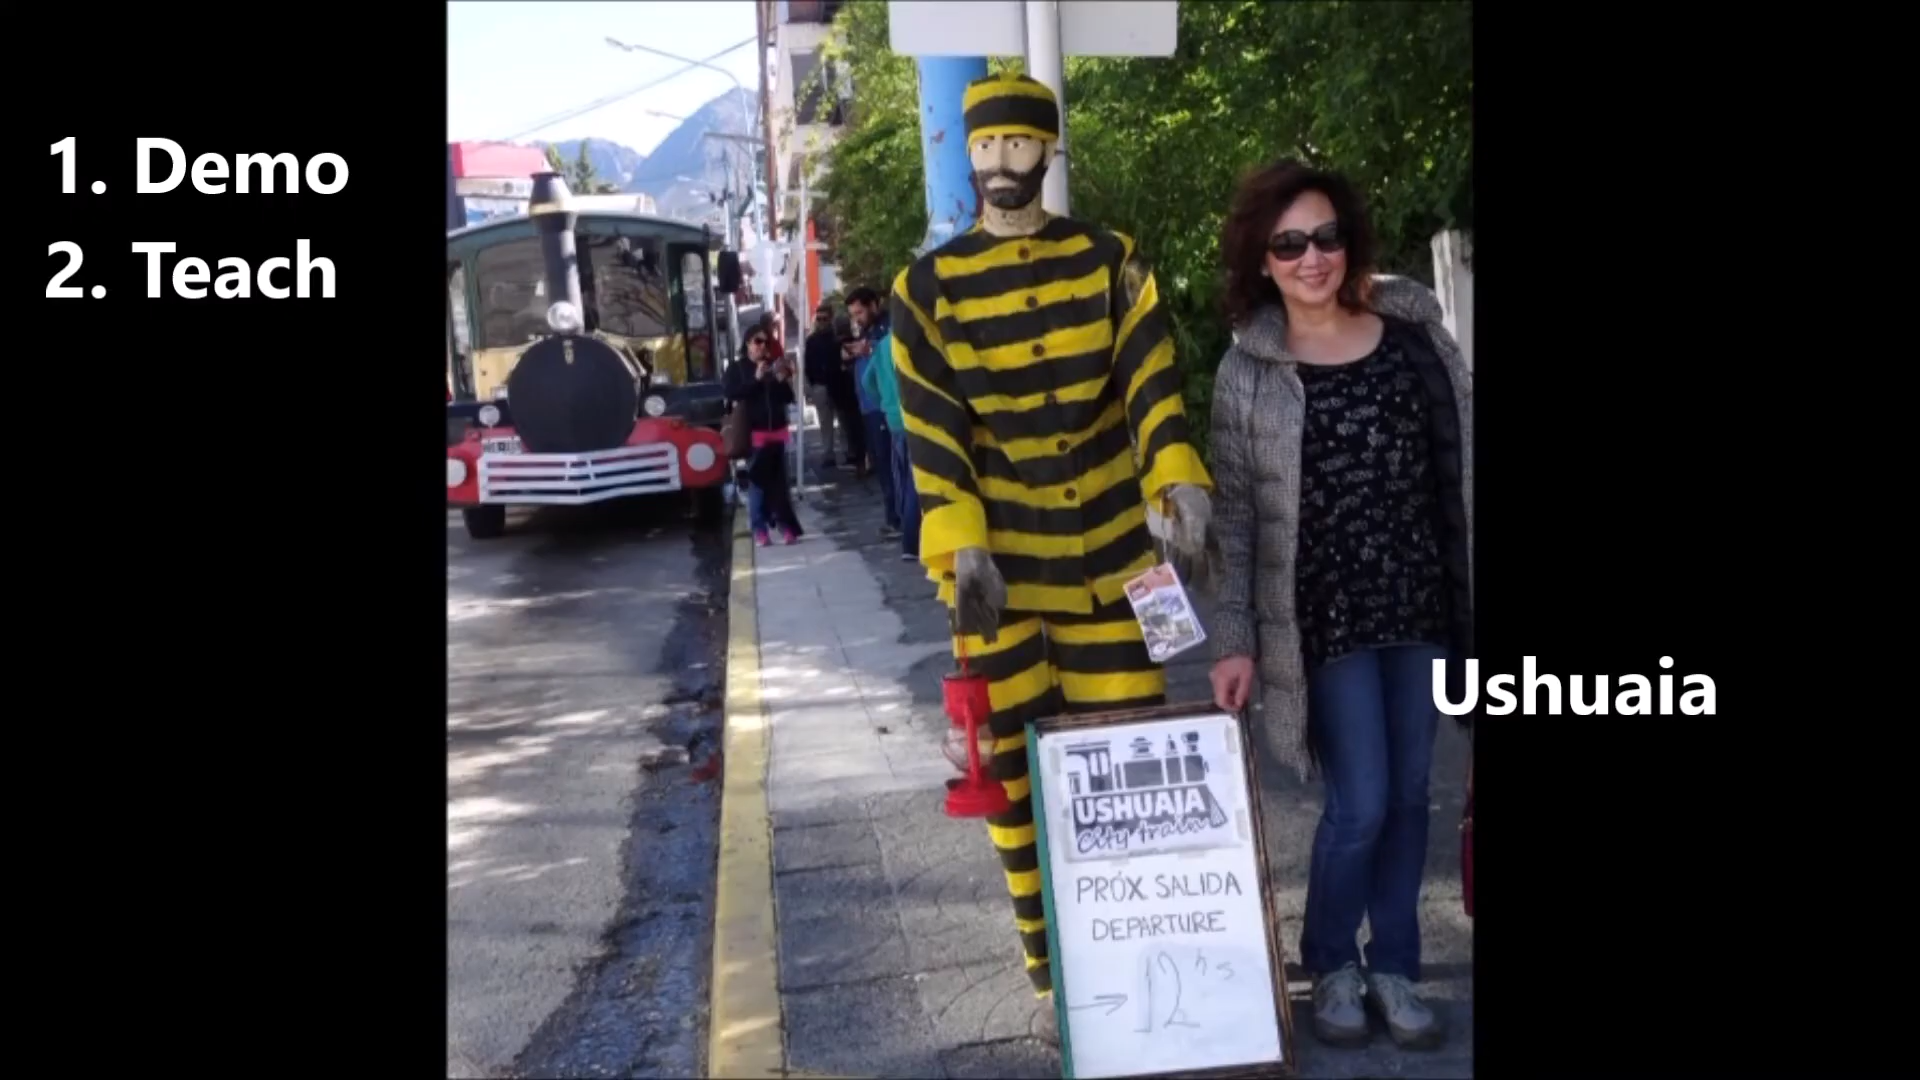 1. Demo
2. Teach
Ushuaia
USHUAIA
City train
PRÓX SALIDA
DEPARTURE
→ 12 hs